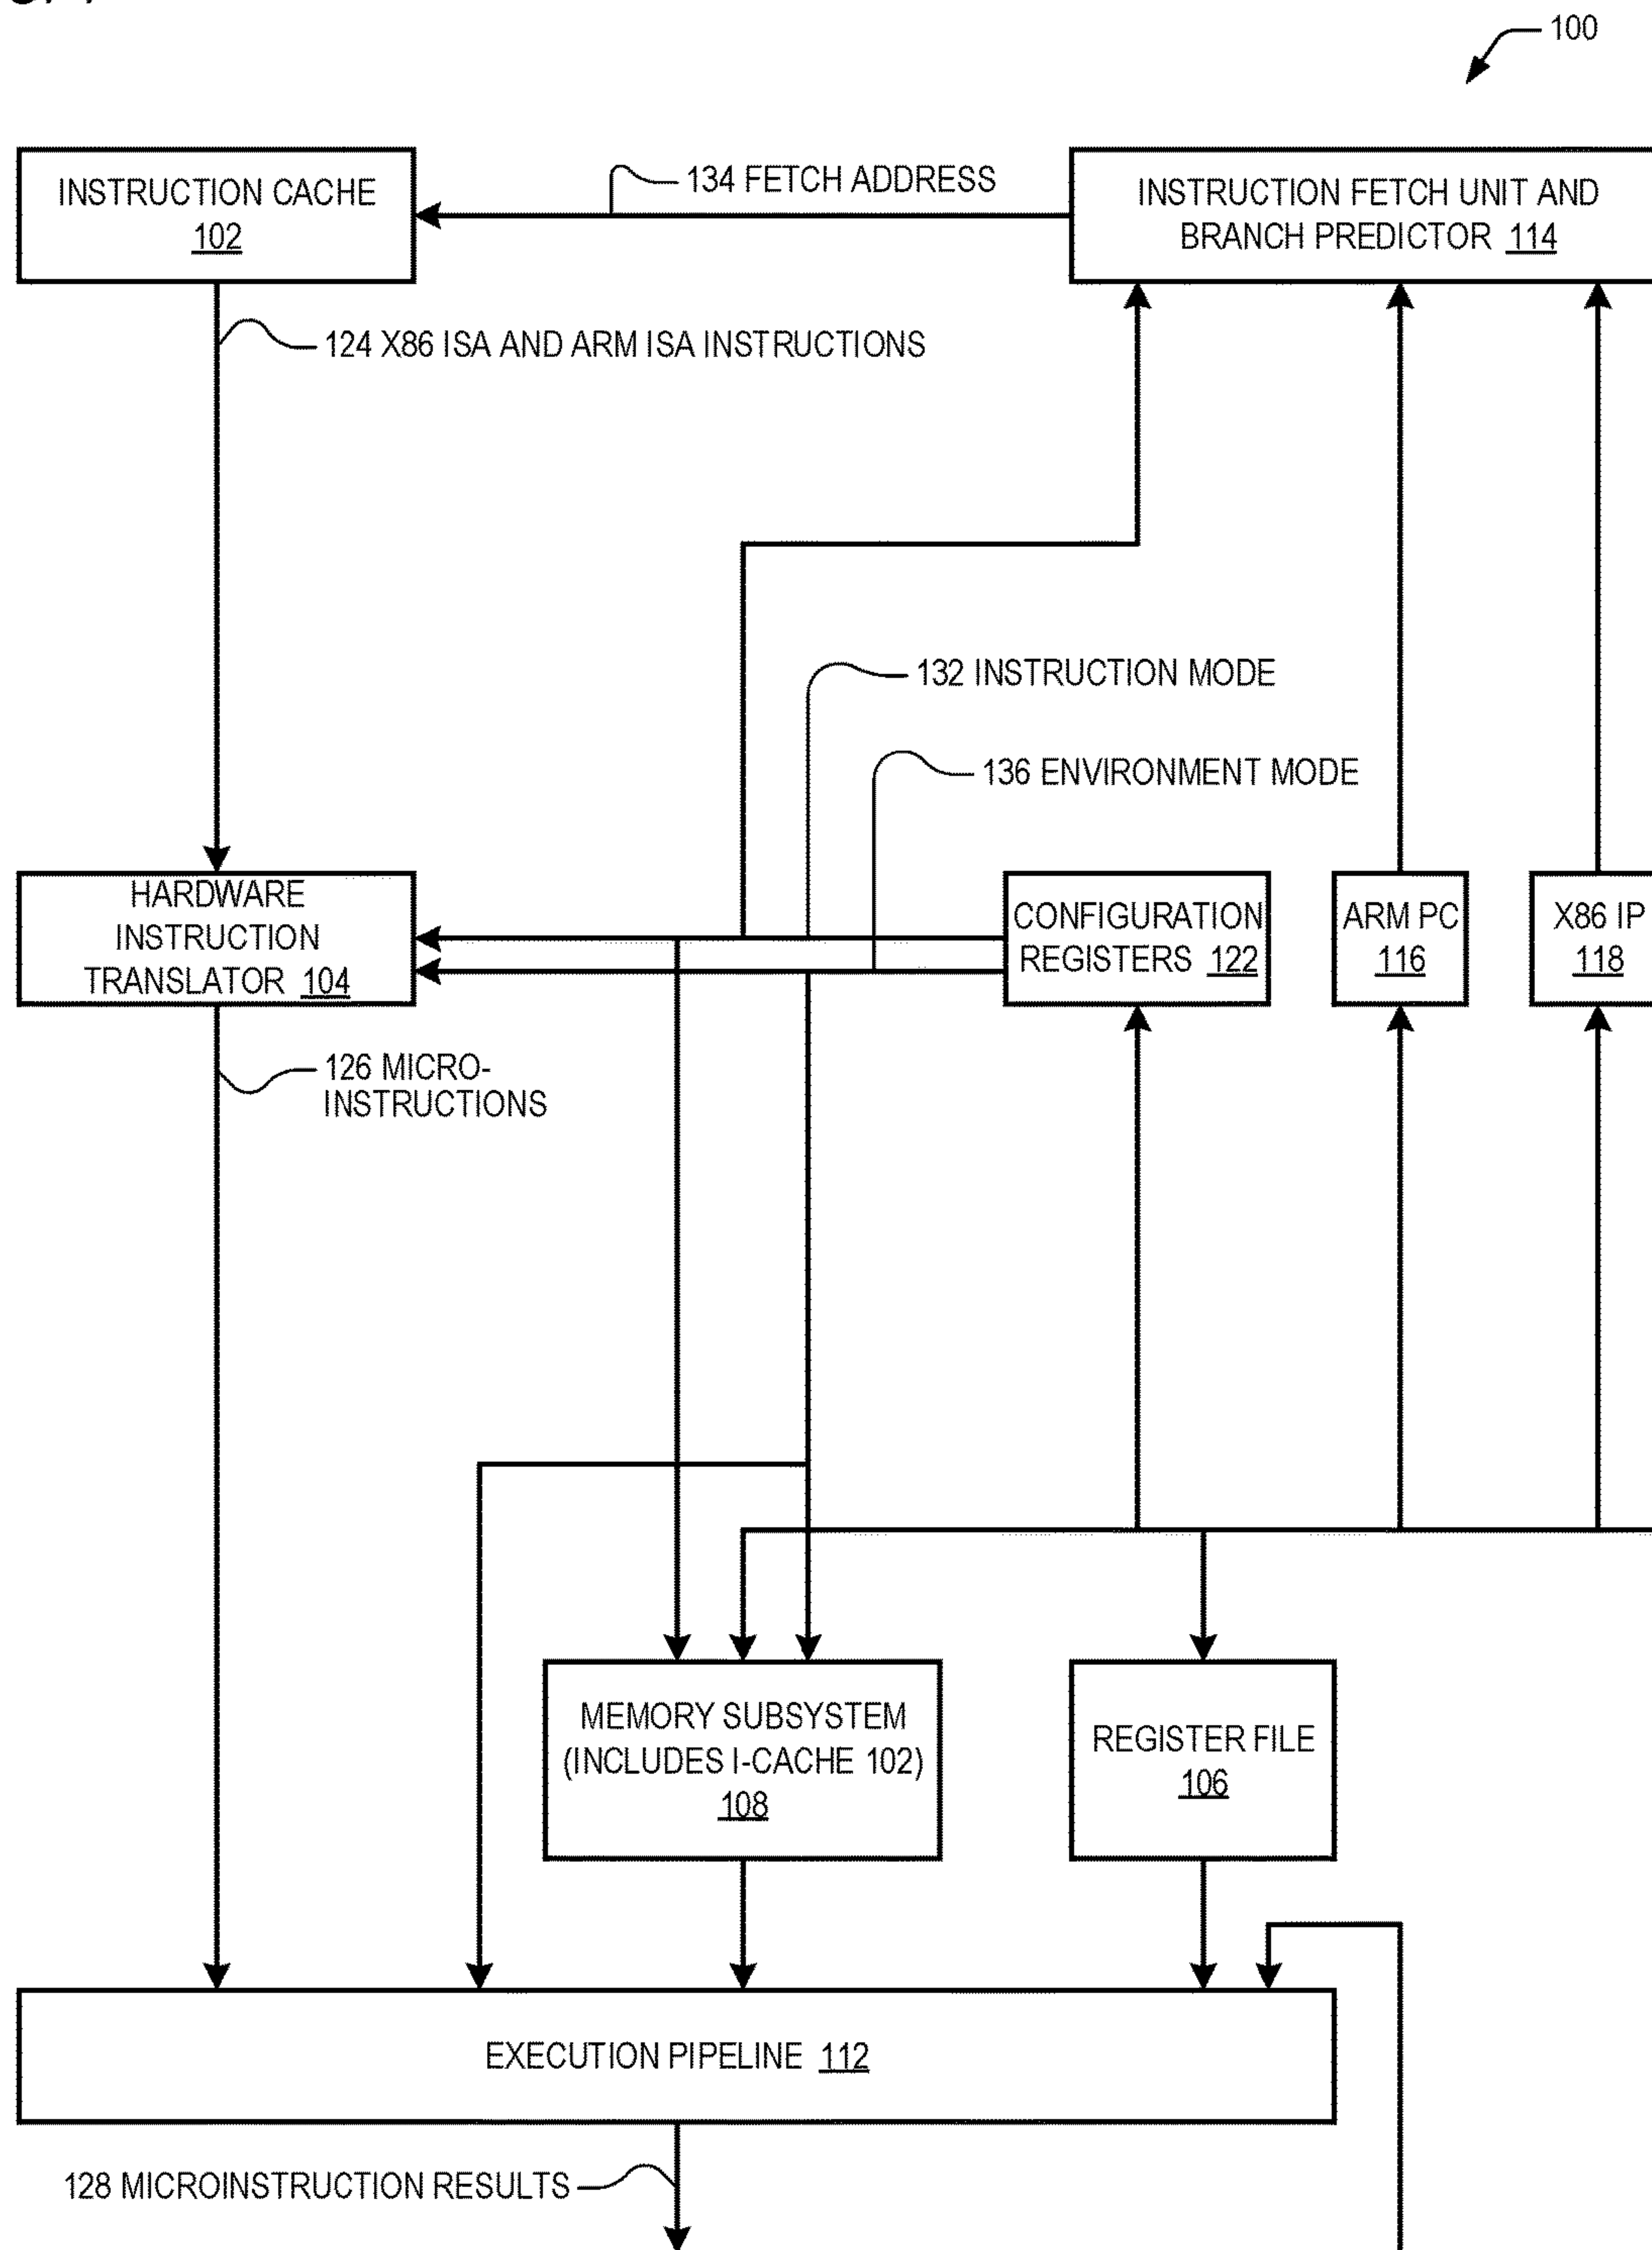 100
INSTRUCTION CACHE
102
134 FETCH ADDRESS
INSTRUCTION FETCH UNIT AND
BRANCH PREDICTOR 114
124 X86 ISA AND ARM ISA INSTRUCTIONS
132 INSTRUCTION MODE
136 ENVIRONMENT MODE
HARDWARE
INSTRUCTION
TRANSLATOR 104
CONFIGURATION
REGISTERS 122
ARM PC
116
X86 IP
118
126 MICRO-
INSTRUCTIONS
MEMORY SUBSYSTEM
(INCLUDES I-CACHE 102)
108
REGISTER FILE
106
EXECUTION PIPELINE 112
128 MICROINSTRUCTION RESULTS